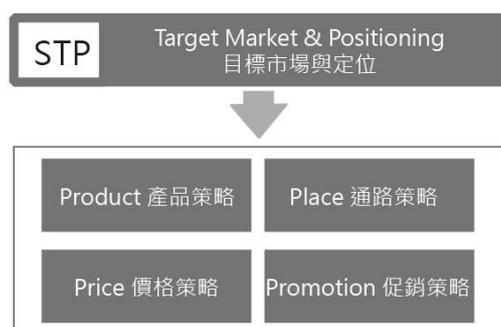 STP
Target Market & Positioning
目標市場與定位
Product 產品策略
Place 通路策略
Price 價格策略
Promotion 促銷策略